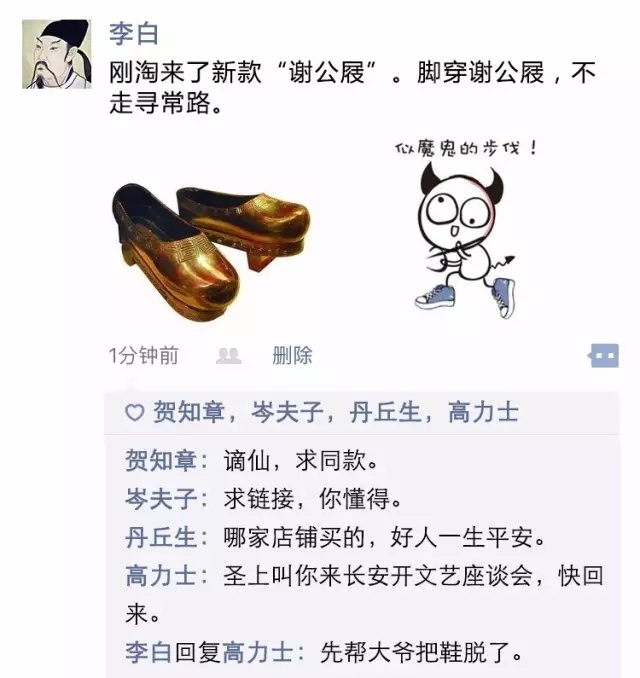 李白
刚淘来了新款“谢公屐”。脚穿谢公屐，不
走寻常路。
似魔鬼的步伐！
1分钟前
删除
贺知章，岑夫子，丹丘生，高力士
贺知章：谪仙，求同款。
岑夫子：求链接，你懂得。
丹丘生：哪家店铺买的，好人一生平安。
高力士：圣上叫你来长安开文艺座谈会，快回
来。
李白回复高力士：先帮大爷把鞋脱了。